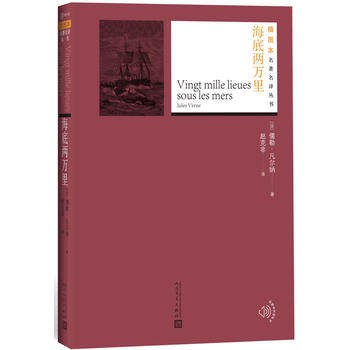 插图本
名著名译丛书
海底两万里
Vingt mille lieues
sous les mers
Jules Verne
[法] 儒勒·凡尔纳 著
赵克非 译
海底两万里
人民文学出版社